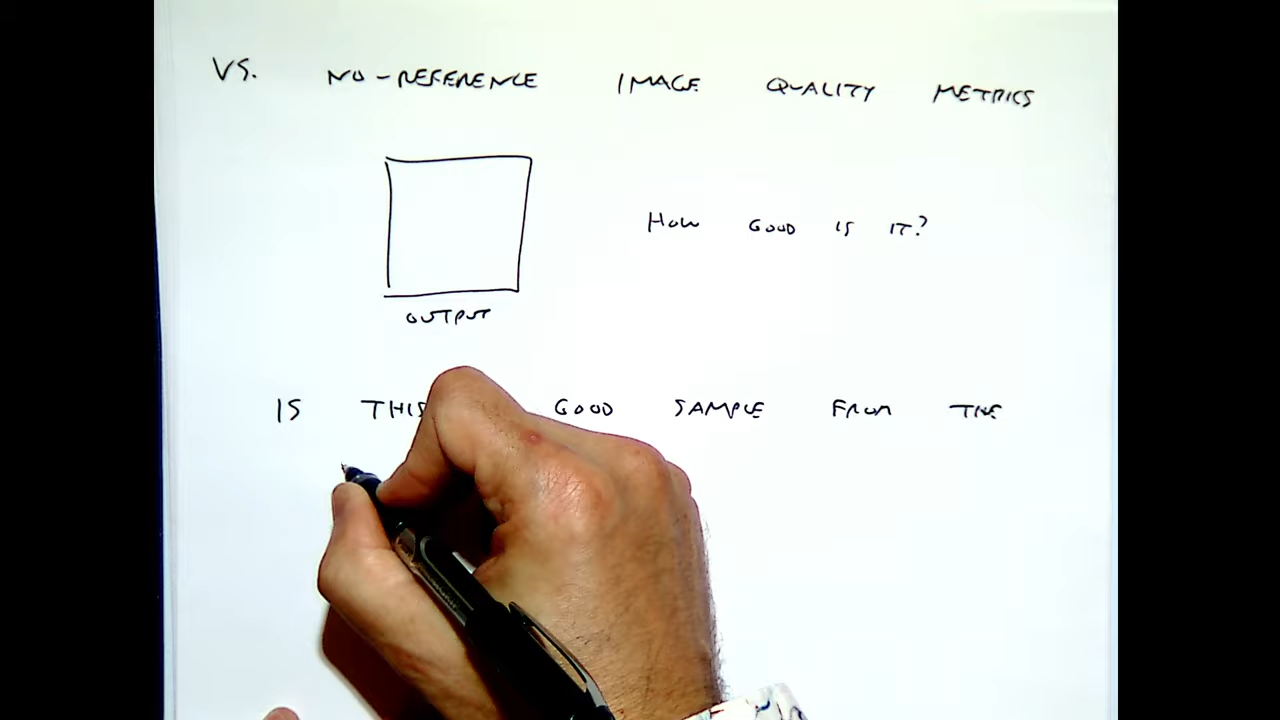 VS. NO-REFERENCE IMAGE QUALITY METRICS
HOW GOOD IS IT?
OUTPUT
IS THIS GOOD SAMPLE FROM THE